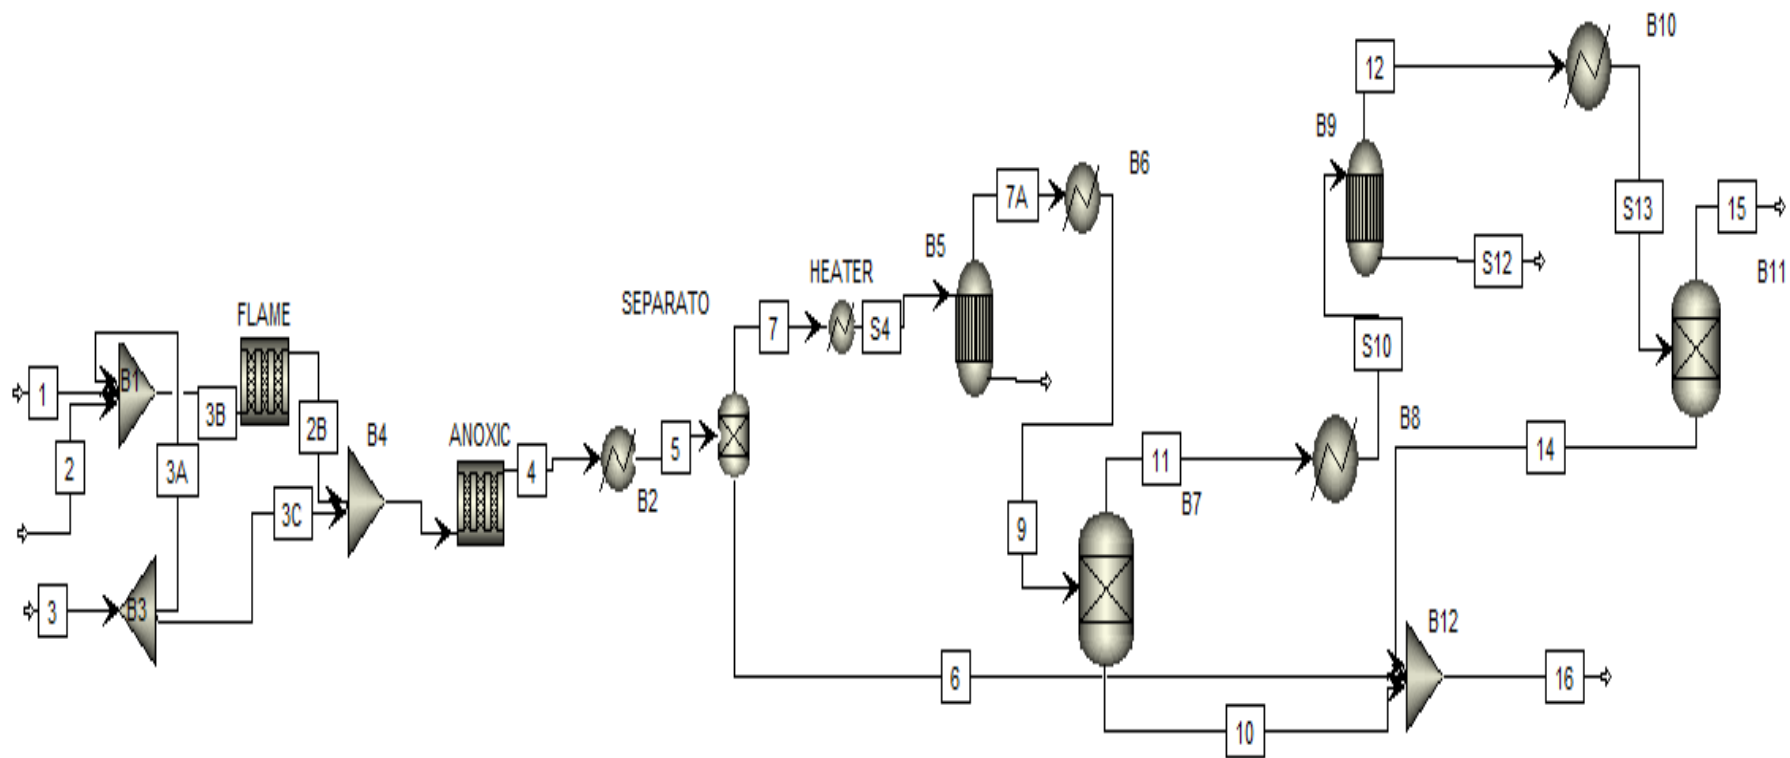 B10
12
B9
B6
7A
S13
15
B5
S12
B11
HEATER
SEPARATO
FLAME
7
S4
S10
B1
1
3B
2B
B4
ANOXIC
B8
2
3A
4
5
11
14
B2
B7
3C
9
3
B3
B12
6
16
10